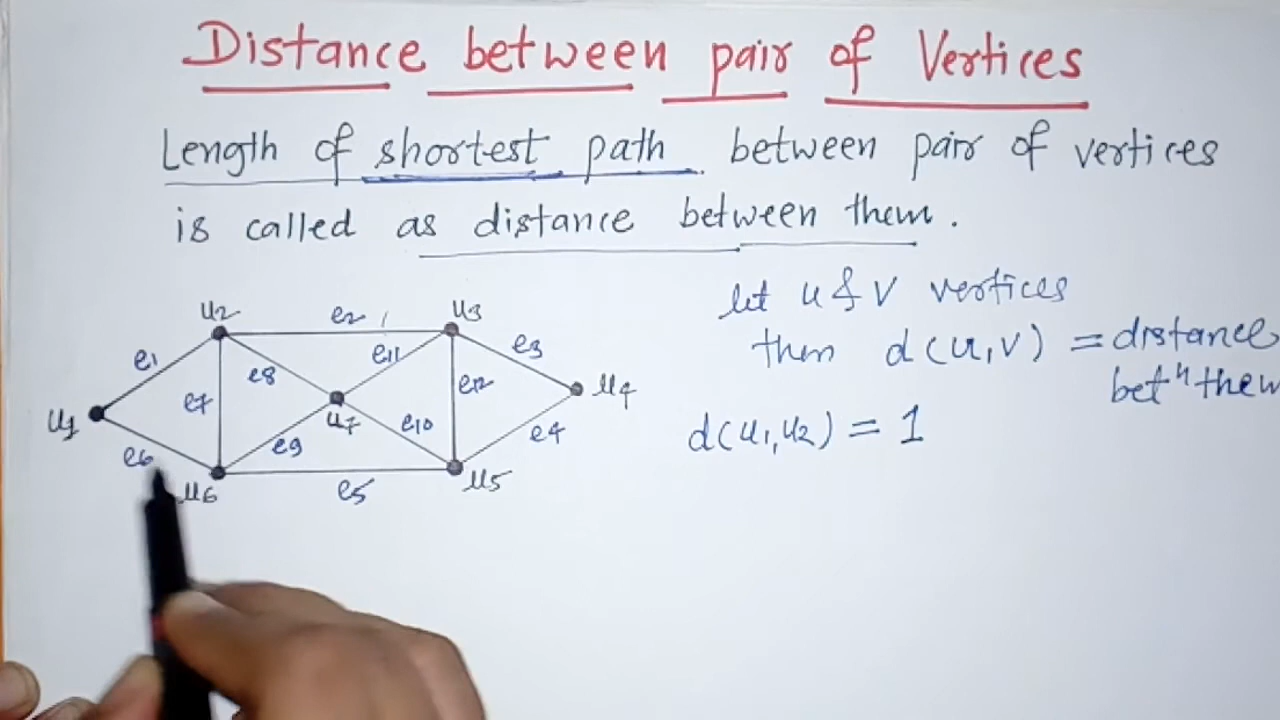 Distance between pair of Vertices
Length of shortest path between pair of vertices
is called as distance between them.
let u & v vertices
then d(u,v) = distance
betⁿ them
d(u1,u2) = 1
u2 e2 u3
e1 e11 e3
e7 e8 e12 u4
u1 u7
e6 e9 e10 e4
u6 e5 u5